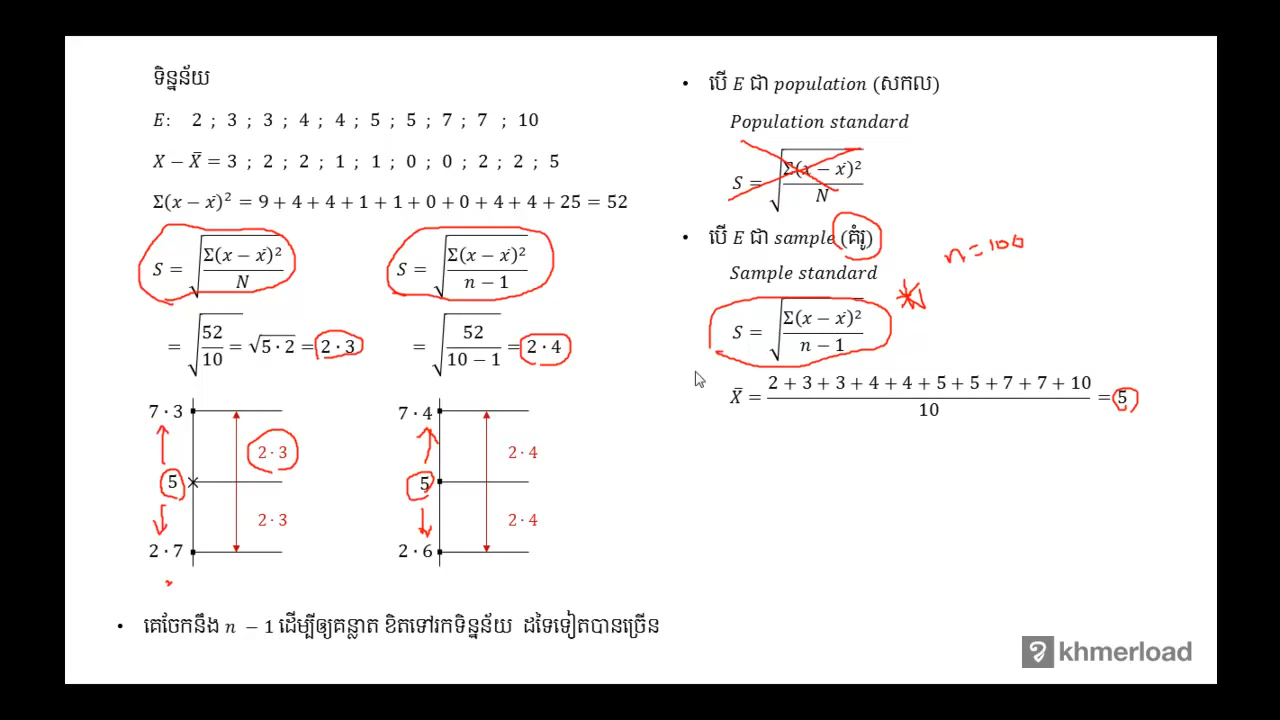 ទិន្នន័យ
E: 2 ; 3 ; 3 ; 4 ; 4 ; 5 ; 5 ; 7 ; 7 ; 10
X − X̄ = 3 ; 2 ; 2 ; 1 ; 1 ; 0 ; 0 ; 2 ; 2 ; 5
Σ(x − x̄)² = 9 + 4 + 4 + 1 + 1 + 0 + 0 + 4 + 4 + 25 = 52
S = √(Σ(x − x̄)² / N)
= √(52 / 10) = √5·2 = 2·3
7·3
2·3
5
2·3
2·7
S = √(Σ(x − x̄)² / n − 1)
= √(52 / 10 − 1) = 2·4
7·4
2·4
5
2·4
2·6
• គេចែកនឹង n − 1 ដើម្បីឲ្យគន្លាត ខិតទៅរកទិន្នន័យ ដទៃទៀតបានច្រើន
• បើ E ជា population (សកល)
Population standard
S = √(Σ(x − x̄)² / N)
• បើ E ជា sample (គំរូ)
n = 100
Sample standard
N
S = √(Σ(x − x̄)² / n − 1)
X̄ = (2 + 3 + 3 + 4 + 4 + 5 + 5 + 7 + 7 + 10) / 10 = 5
khmerload